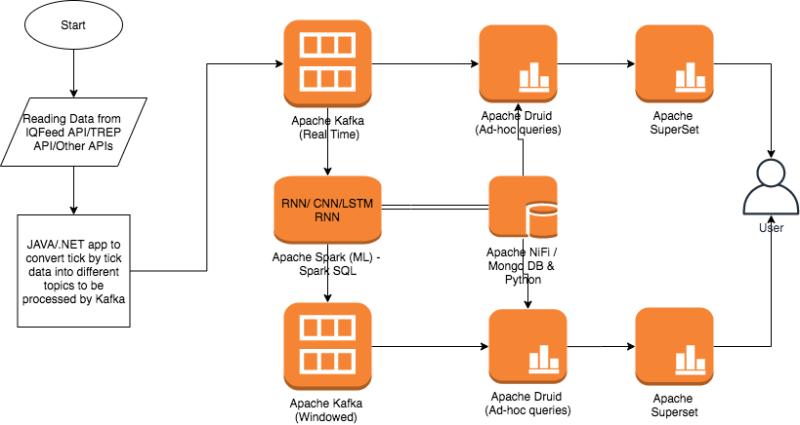 Start
Reading Data from
IQFeed API/TREP
API/Other APIs
JAVA/.NET app to
convert tick by tick
data into different
topics to be
processed by Kafka
Apache Kafka
(Real Time)
Apache Druid
(Ad-hoc queries)
Apache
SuperSet
RNN/ CNN/LSTM
RNN
Apache Spark (ML) -
Spark SQL
Apache NiFi /
Mongo DB &
Python
User
Apache Kafka
(Windowed)
Apache Druid
(Ad-hoc queries)
Apache
Superset